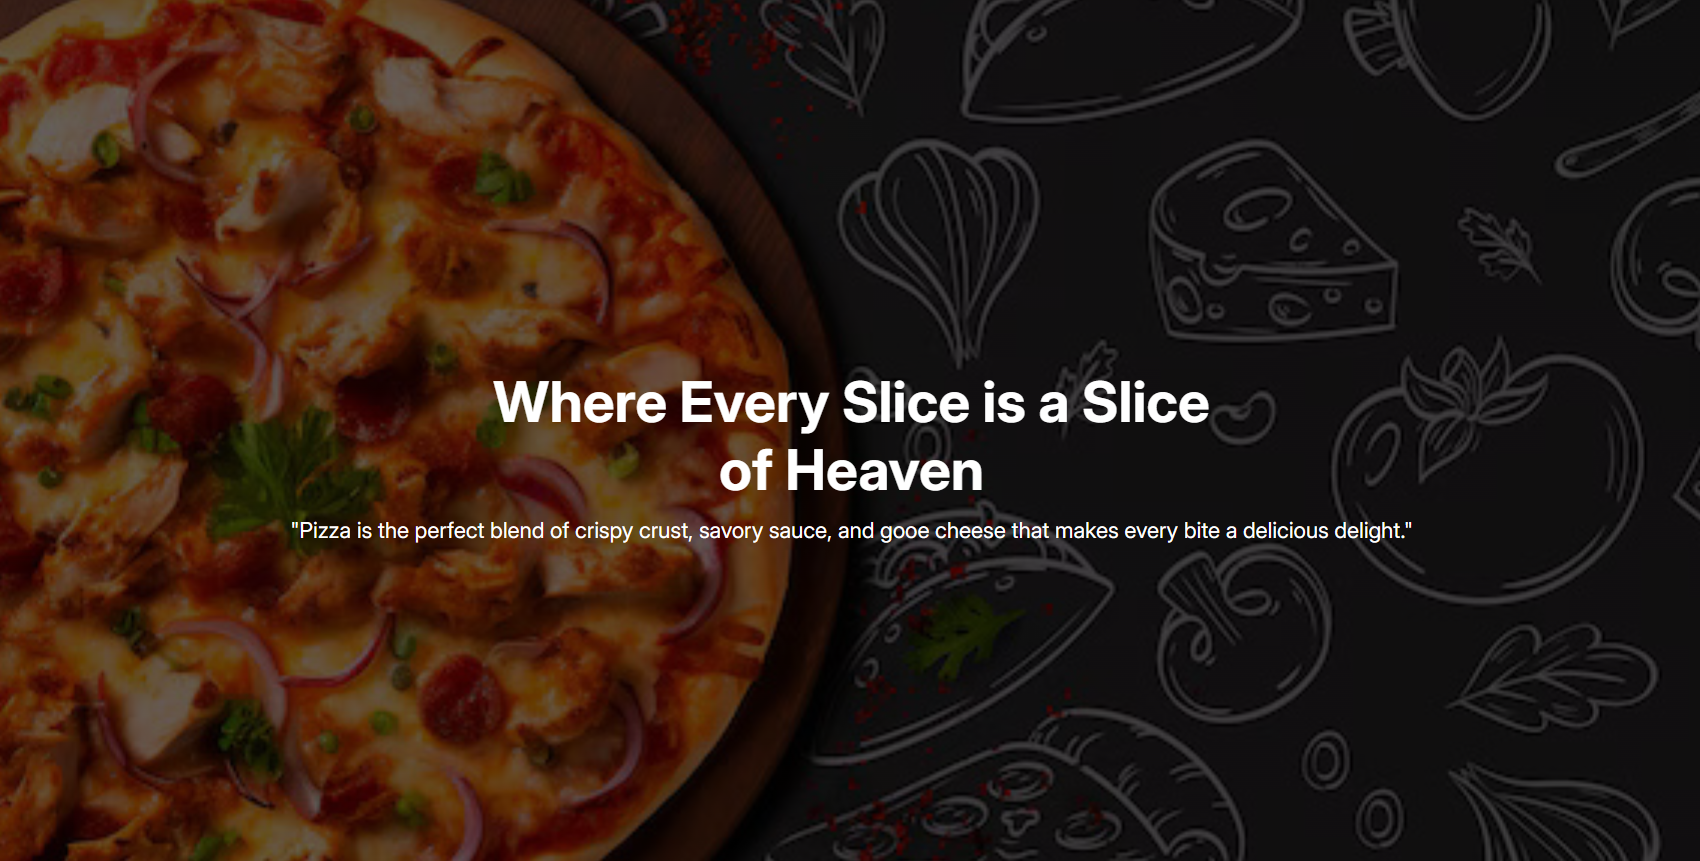 Where Every Slice is a Slice
of Heaven
"Pizza is the perfect blend of crispy crust, savory sauce, and gooe cheese that makes every bite a delicious delight."